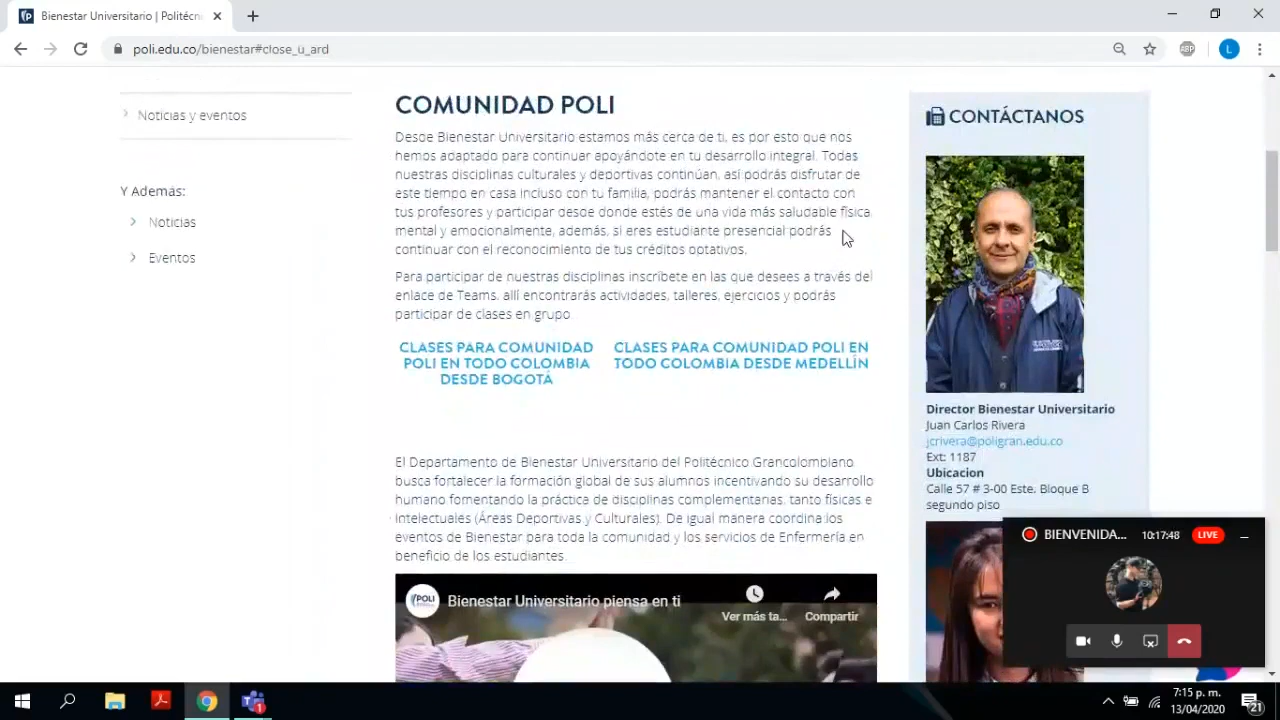 Bienestar Universitario | Politécn
poli.edu.co/bienestar#close_u_ard
ABP
L
Noticias y eventos
Y Ademas:
Noticias
Eventos
COMUNIDAD POLI
Desde Bienestar Universitario estamos más cerca de ti, es por esto que nos
hemos adaptado para continuar apoyándote en tu desarrollo integral. Todas
nuestras disciplinas culturales y deportivas continúan, así podrás disfrutar de
este tiempo en casa incluso con tu familia, podrás mantener el contacto con
tus profesores y participar desde donde estés de una vida más saludable física
mental y emocionalmente, además, si eres estudiante presencial podrás
continuar con el reconocimiento de tus créditos optativos.
Para participar de nuestras disciplinas inscríbete en las que desees a través del
enlace de Teams, allí encontrarás actividades, talleres, ejercicios y podrás
participar de clases en grupo
CLASES PARA COMUNIDAD
POLI EN TODO COLOMBIA
DESDE BOGOTÁ
CLASES PARA COMUNIDAD POLI EN
TODO COLOMBIA DESDE MEDELLÍN
El Departamento de Bienestar Universitario del Politécnico Grancolombiano
busca fortalecer la formación global de sus alumnos incentivando su desarrollo
humano fomentando la práctica de disciplinas complementarias, tanto físicas e
intelectuales (Áreas Deportivas y Culturales). De igual manera coordina los
eventos de Bienestar para toda la comunidad y los servicios de Enfermería en
beneficio de los estudiantes.
POLI
Bienestar Universitario piensa en ti
Ver más ta...
Compartir
CONTÁCTANOS
Director Bienestar Universitario
Juan Carlos Rivera
jcrivera@poligran.edu.co
Ext: 1187
Ubicacion
Calle 57 # 3-00 Este. Bloque B
segundo piso
BIENVENIDA...
10:17:48
LIVE
1
7:15 p. m.
13/04/2020
21